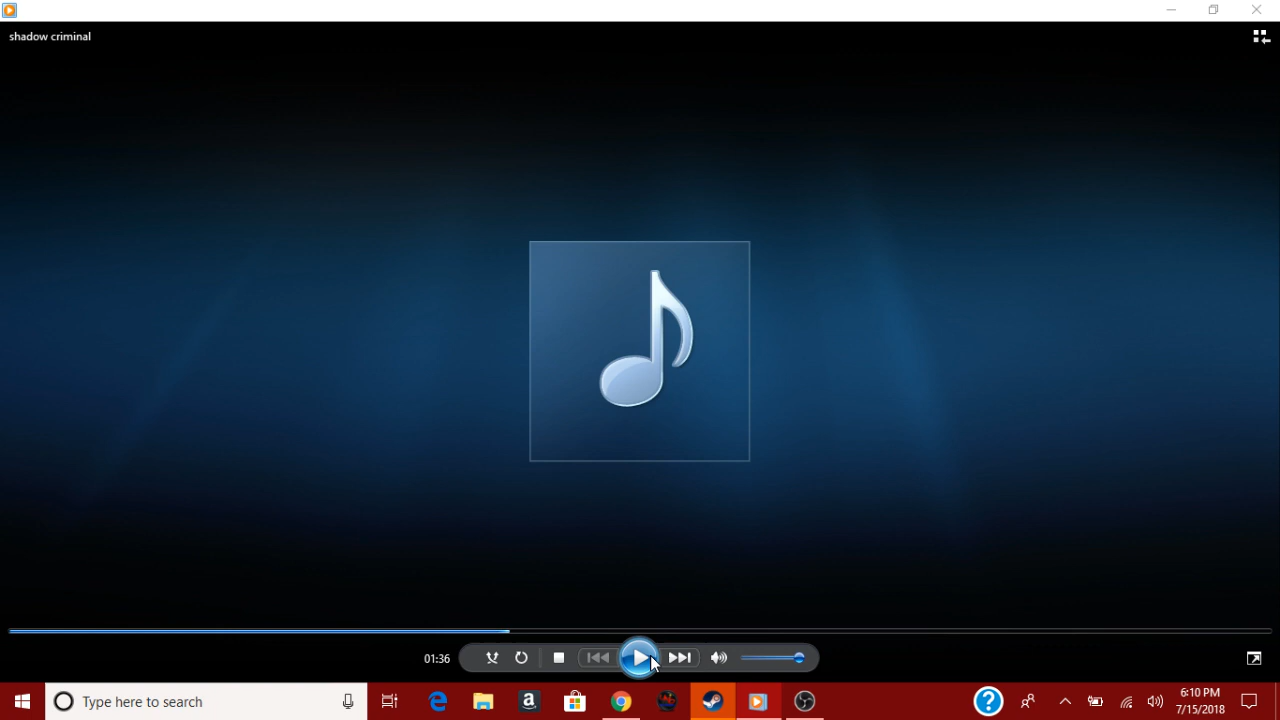 shadow criminal
01:36
Type here to search
a
?
6:10 PM
7/15/2018